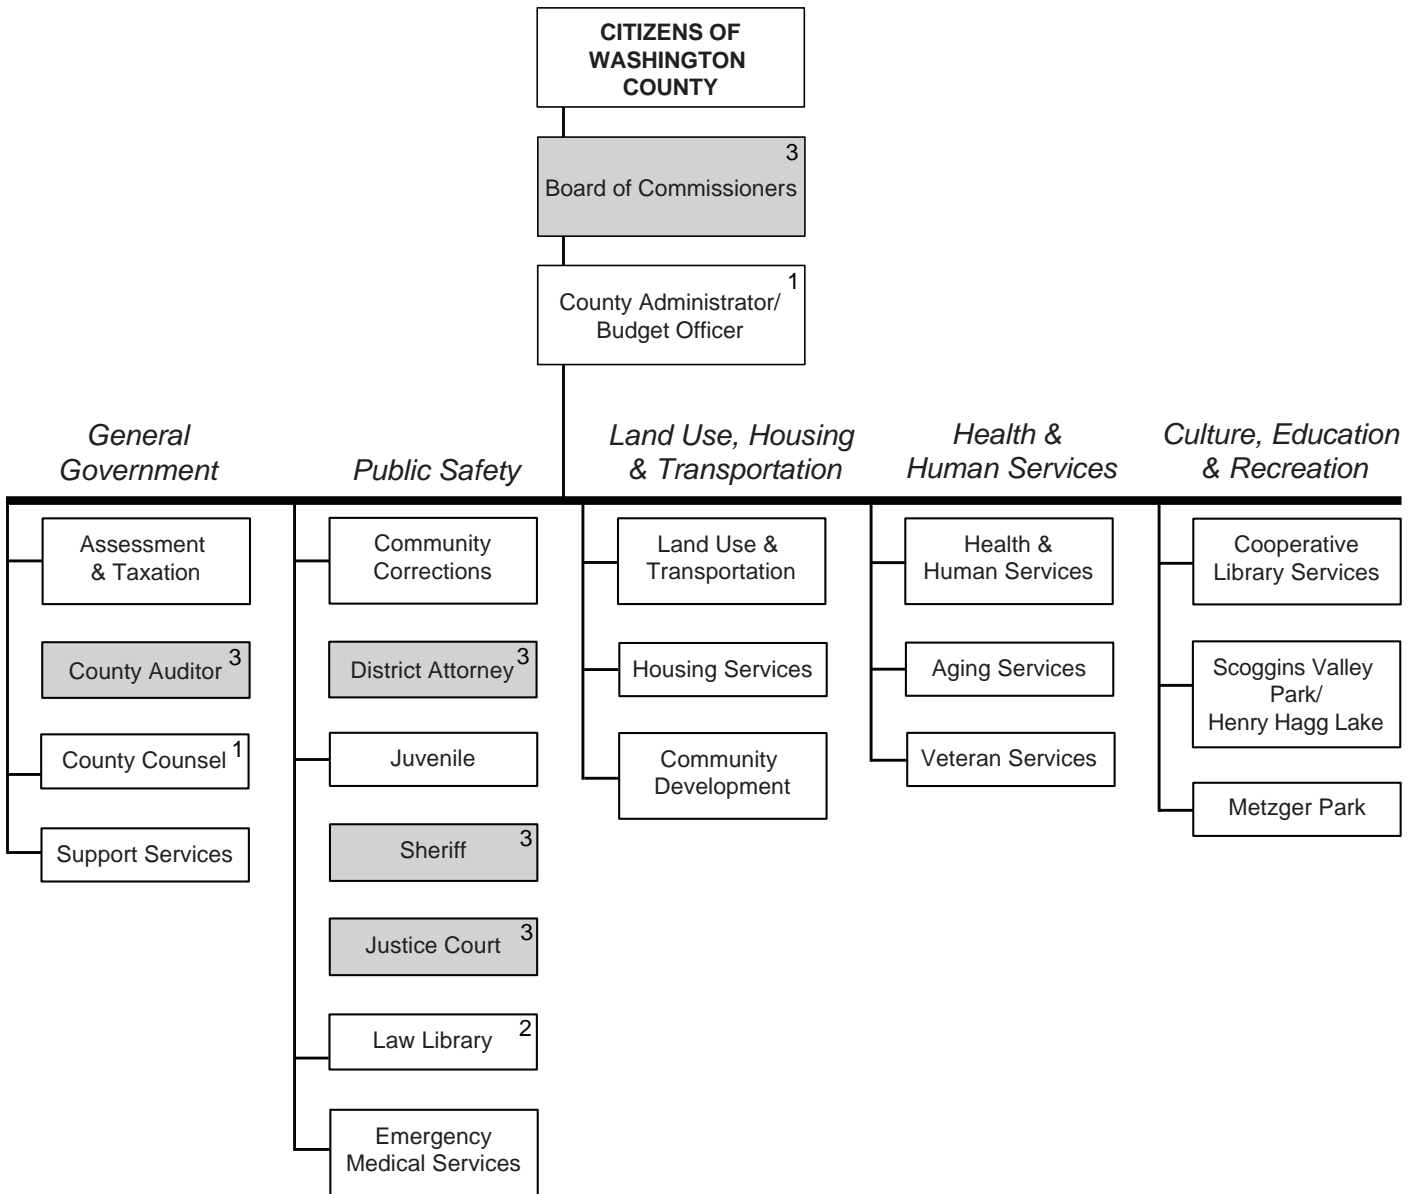 CITIZENS OF
WASHINGTON
COUNTY
3
Board of Commissioners
1
County Administrator/
Budget Officer
General
Government
Public Safety
Land Use, Housing
& Transportation
Health &
Human Services
Culture, Education
& Recreation
Assessment
& Taxation
County Auditor 3
County Counsel 1
Support Services
Community
Corrections
District Attorney 3
Juvenile
Sheriff 3
Justice Court 3
Law Library 2
Emergency
Medical Services
Land Use &
Transportation
Housing Services
Community
Development
Health &
Human Services
Aging Services
Veteran Services
Cooperative
Library Services
Scoggins Valley
Park/
Henry Hagg Lake
Metzger Park